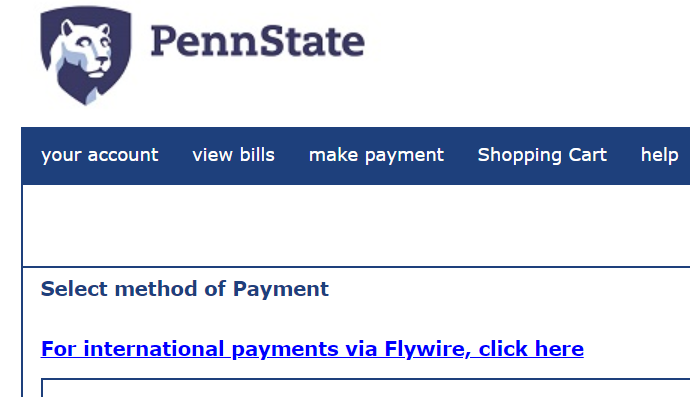 PennState
your account view bills make payment Shopping Cart help
Select method of Payment
For international payments via Flywire, click here